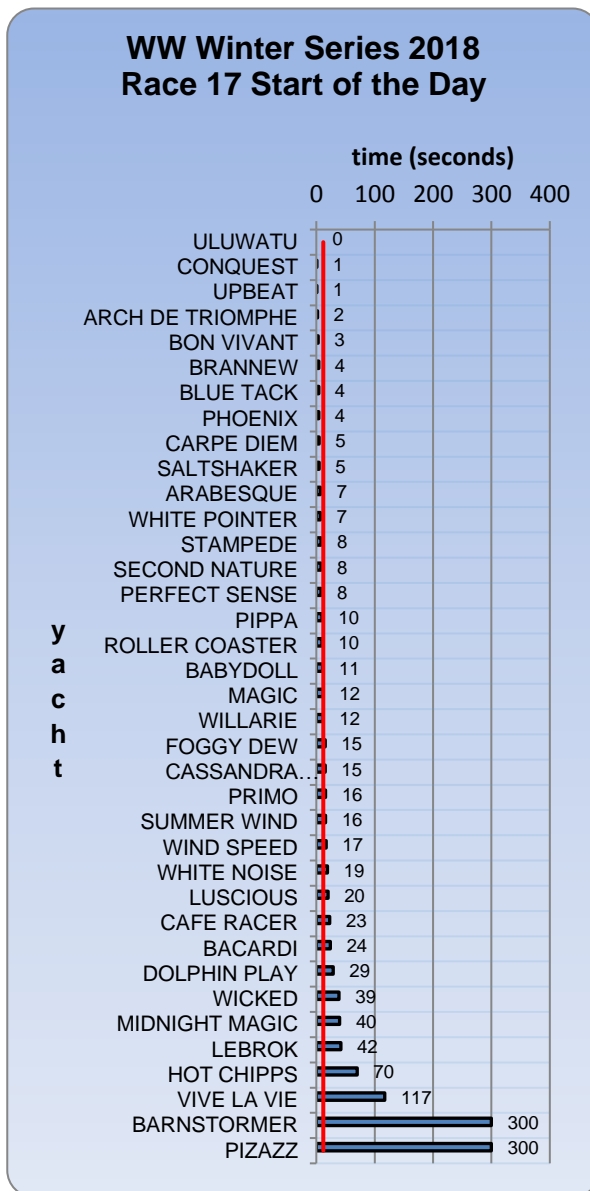 WW Winter Series 2018
Race 17 Start of the Day
time (seconds)
0 100 200 300 400
ULUWATU 0
CONQUEST 1
UPBEAT 1
ARCH DE TRIOMPHE 2
BON VIVANT 3
BRANNEW 4
BLUE TACK 4
PHOENIX 4
CARPE DIEM 5
SALTSHAKER 5
ARABESQUE 7
WHITE POINTER 7
STAMPEDE 8
SECOND NATURE 8
PERFECT SENSE 8
PIPPA 10
ROLLER COASTER 10
BABYDOLL 11
MAGIC 12
WILLARIE 12
FOGGY DEW 15
CASSANDRA… 15
PRIMO 16
SUMMER WIND 16
WIND SPEED 17
WHITE NOISE 19
LUSCIOUS 20
CAFE RACER 23
BACARDI 24
DOLPHIN PLAY 29
WICKED 39
MIDNIGHT MAGIC 40
LEBROK 42
HOT CHIPPS 70
VIVE LA VIE 117
BARNSTORMER 300
PIZAZZ 300
yacht